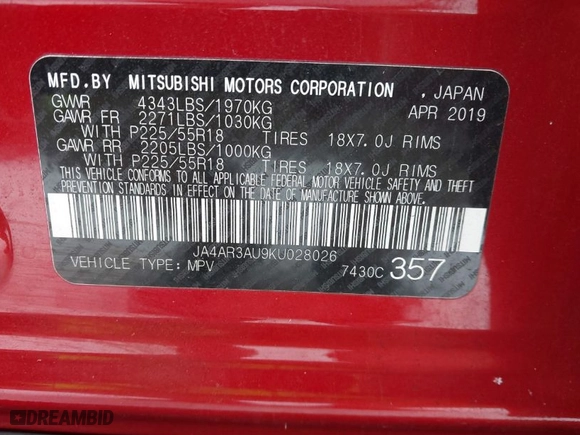 MFD.BY MITSUBISHI MOTORS CORPORATION , JAPAN
GVWR 4343LBS/1970KG APR 2019
GAWR FR 2271LBS/1030KG
WITH P225/55R18 TIRES 18X7.0J RIMS
GAWR RR 2205LBS/1000KG
WITH P225/55R18 TIRES 18X7.0J RIMS
THIS VEHICLE CONFORMS TO ALL APPLICABLE FEDERAL MOTOR VEHICLE SAFETY AND THEFT
PREVENTION STANDARDS IN EFFECT ON THE DATE OF MANUFACTURE SHOWN ABOVE.
JA4AR3AU9KU028026
VEHICLE TYPE: MPV 7430C 357
DREAMBID